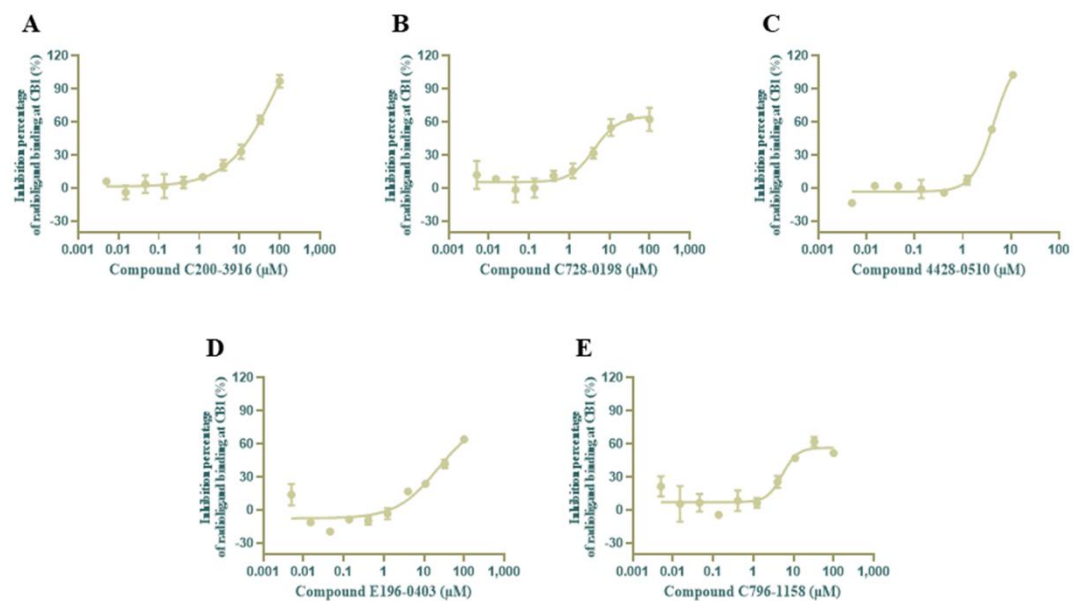 A
Inhibition percentage
of radioligand binding at CB1 (%)
120
90
60
30
0
-30
0.001 0.01 0.1 1 10 100 1,000
Compound C200-3916 (µM)
B
Inhibition percentage
of radioligand binding at CB1 (%)
120
90
60
30
0
-30
0.001 0.01 0.1 1 10 100 1,000
Compound C728-0198 (µM)
C
Inhibition percentage
of radioligand binding at CB1 (%)
120
90
60
30
0
-30
0.001 0.01 0.1 1 10 100
Compound 4428-0510 (µM)
D
Inhibition percentage
of radioligand binding at CB1 (%)
120
90
60
30
0
-30
0.001 0.01 0.1 1 10 100 1,000
Compound E196-0403 (µM)
E
Inhibition percentage
of radioligand binding at CB1 (%)
120
90
60
30
0
-30
0.001 0.01 0.1 1 10 100 1,000
Compound C796-1158 (µM)